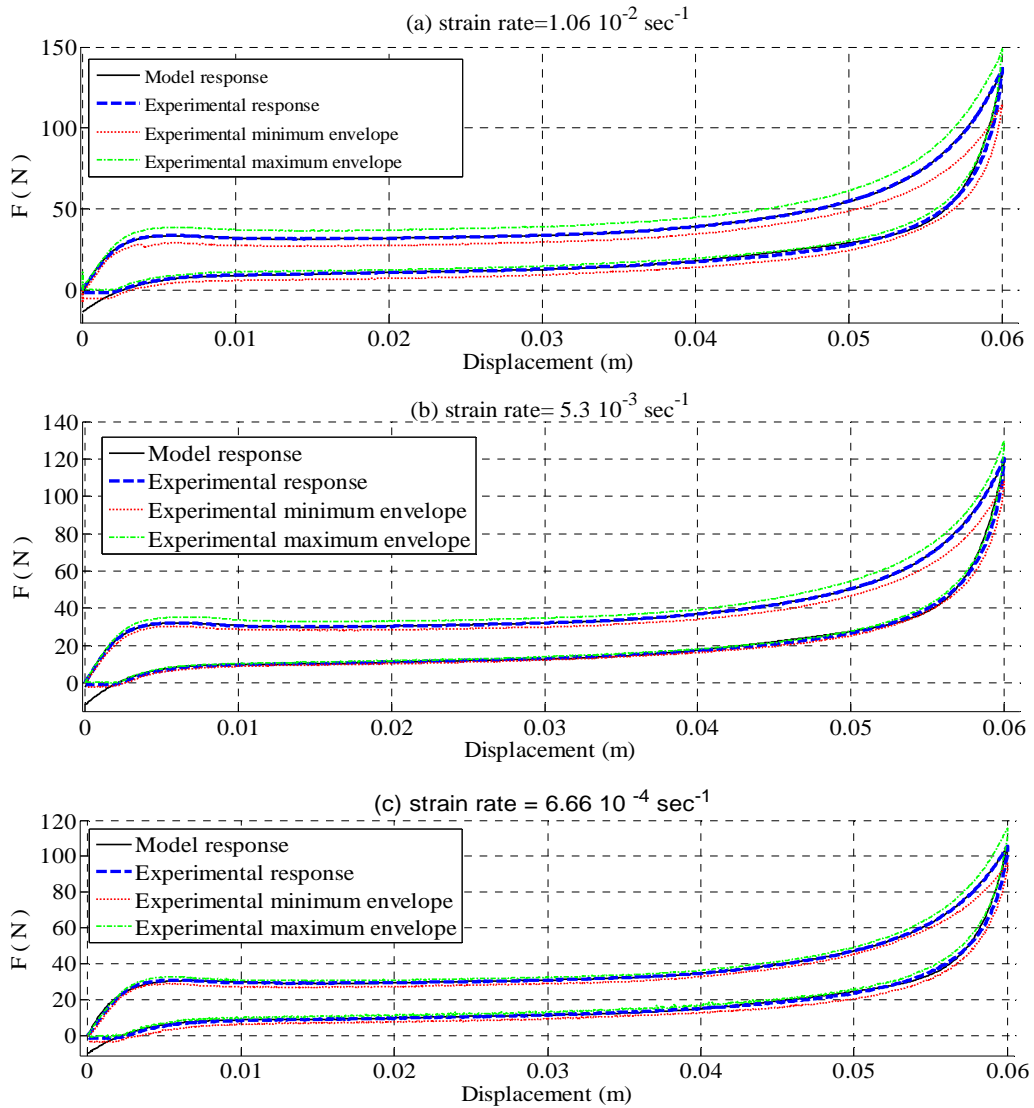 (a) strain rate=1.06 10⁻² sec⁻¹
150
100
50
0
F ( N )
Model response
Experimental response
Experimental minimum envelope
Experimental maximum envelope
0 0.01 0.02 0.03 0.04 0.05 0.06
Displacement (m)
(b) strain rate= 5.3 10⁻³ sec⁻¹
140
120
100
80
60
40
20
0
F ( N )
Model response
Experimental response
Experimental minimum envelope
Experimental maximum envelope
0 0.01 0.02 0.03 0.04 0.05 0.06
Displacement (m)
(c) strain rate = 6.66 10 ⁻⁴ sec⁻¹
120
100
80
60
40
20
0
F ( N )
Model response
Experimental response
Experimental minimum envelope
Experimental maximum envelope
0 0.01 0.02 0.03 0.04 0.05 0.06
Displacement (m)